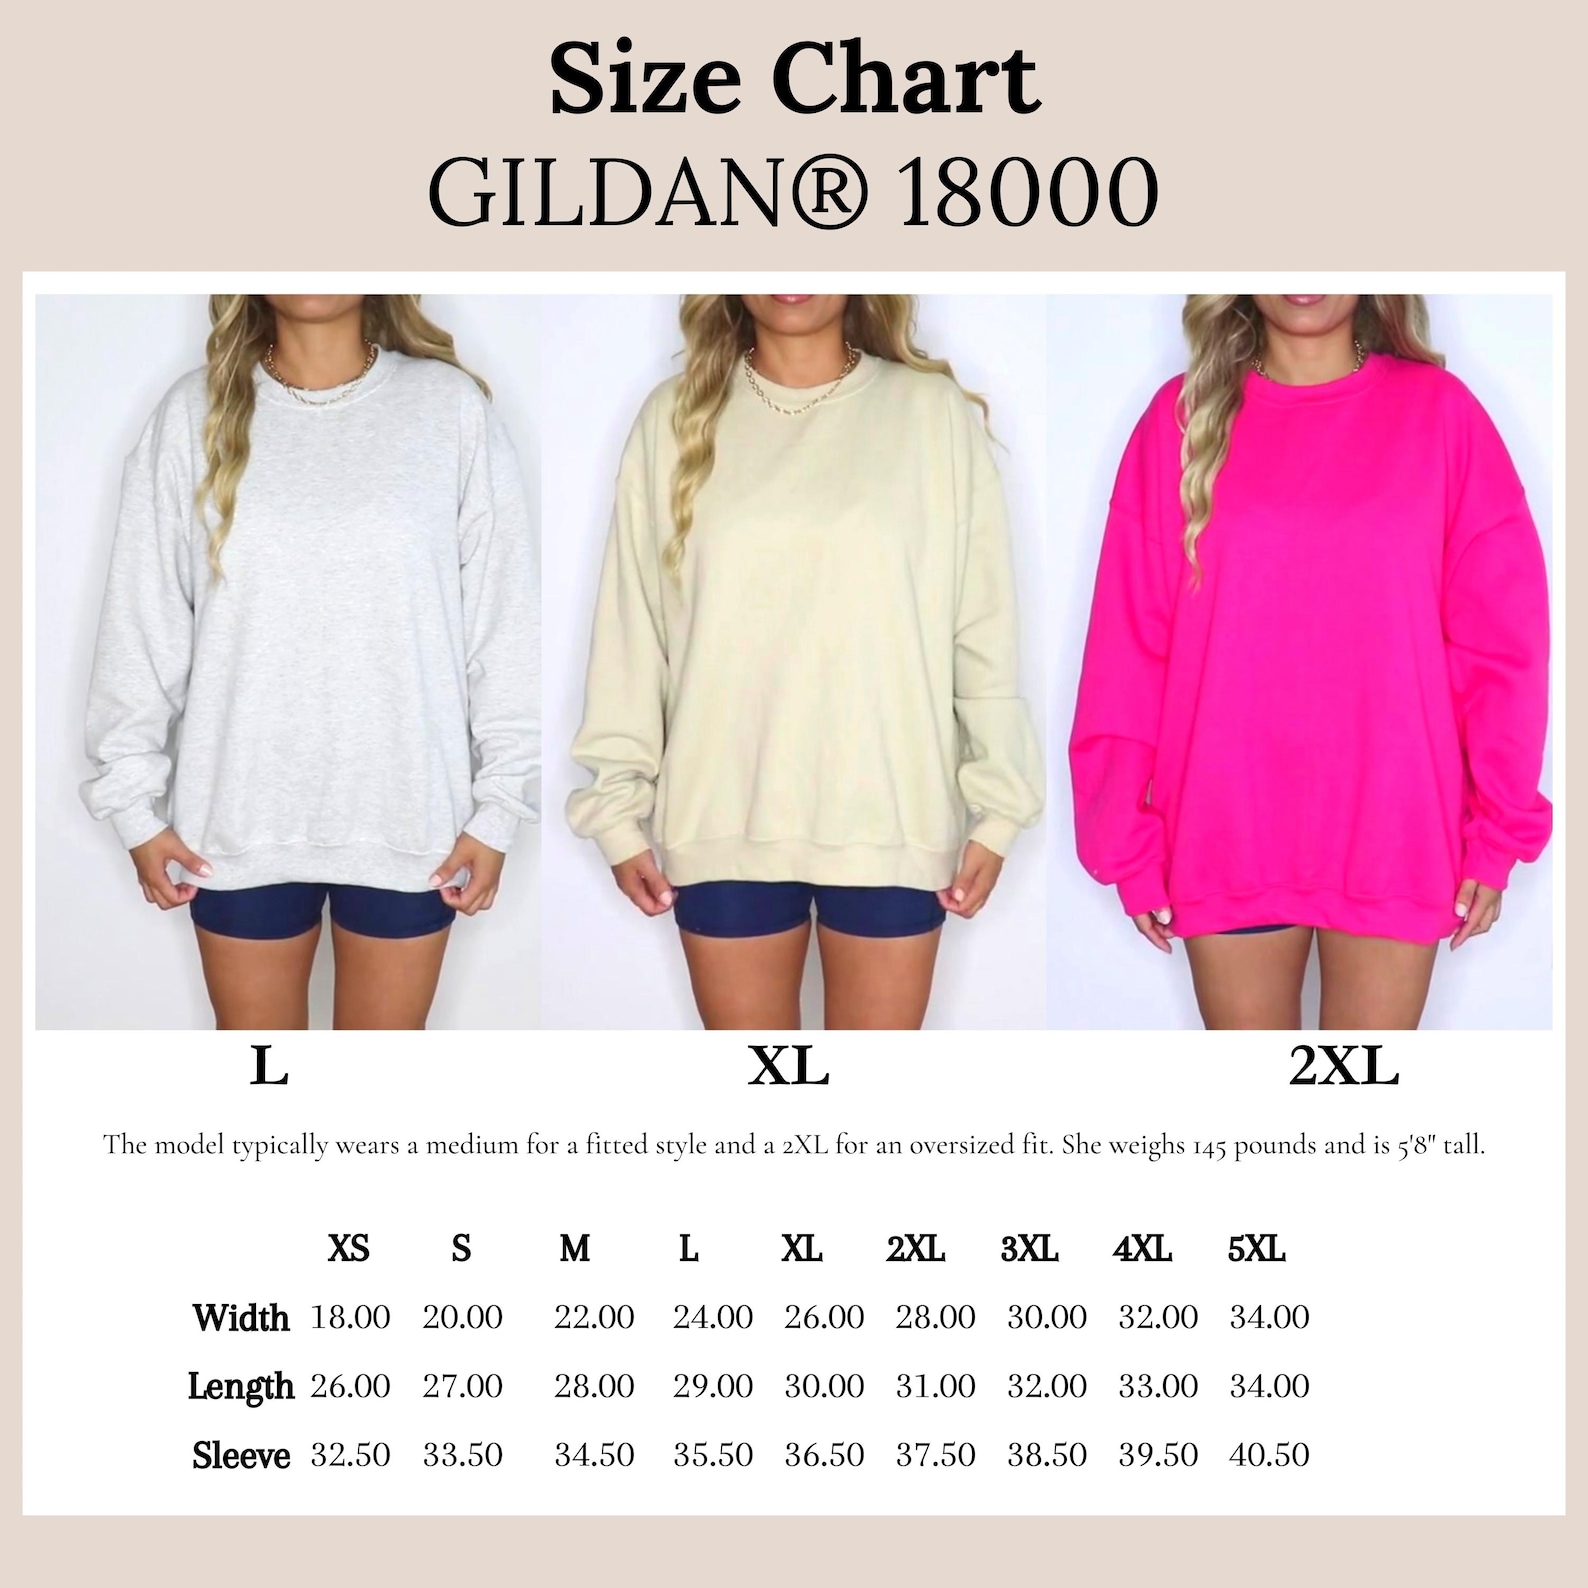 Size Chart
GILDAN® 18000
L XL 2XL
The model typically wears a medium for a fitted style and a 2XL for an oversized fit. She weighs 145 pounds and is 5'8" tall.
XS S M L XL 2XL 3XL 4XL 5XL
Width 18.00 20.00 22.00 24.00 26.00 28.00 30.00 32.00 34.00
Length 26.00 27.00 28.00 29.00 30.00 31.00 32.00 33.00 34.00
Sleeve 32.50 33.50 34.50 35.50 36.50 37.50 38.50 39.50 40.50